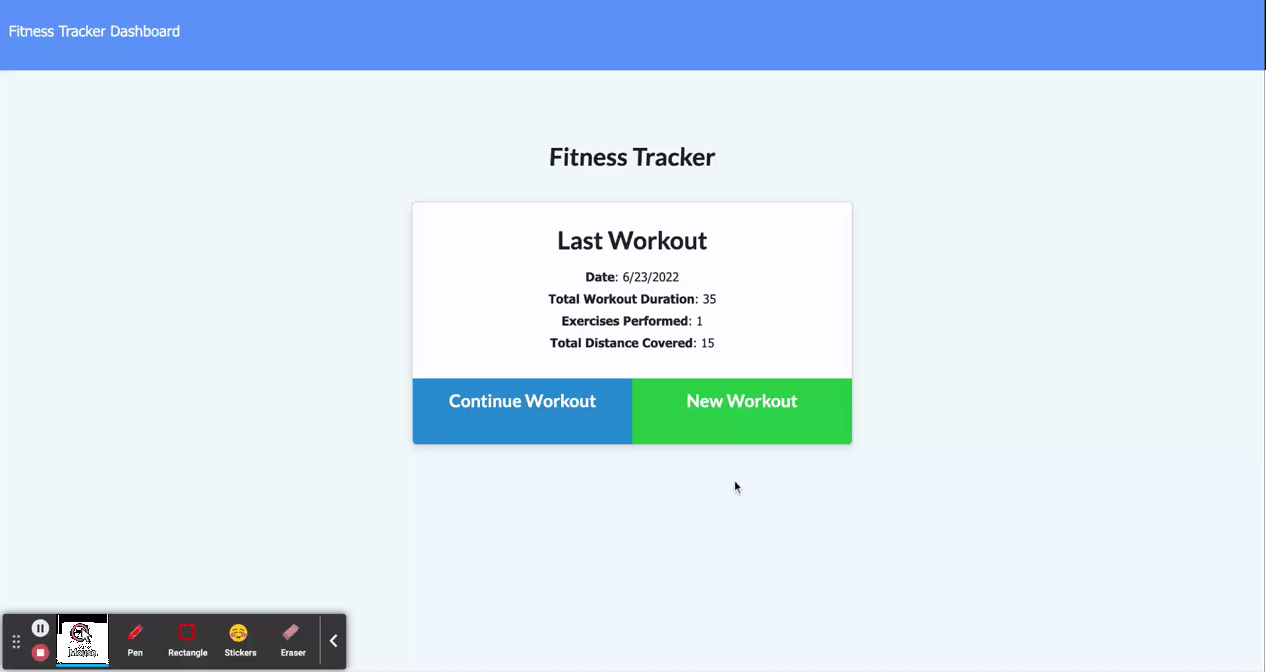 Fitness Tracker Dashboard
Fitness Tracker
Last Workout
Date: 6/23/2022
Total Workout Duration: 35
Exercises Performed: 1
Total Distance Covered: 15
Continue Workout New Workout
Pen Rectangle Stickers Eraser